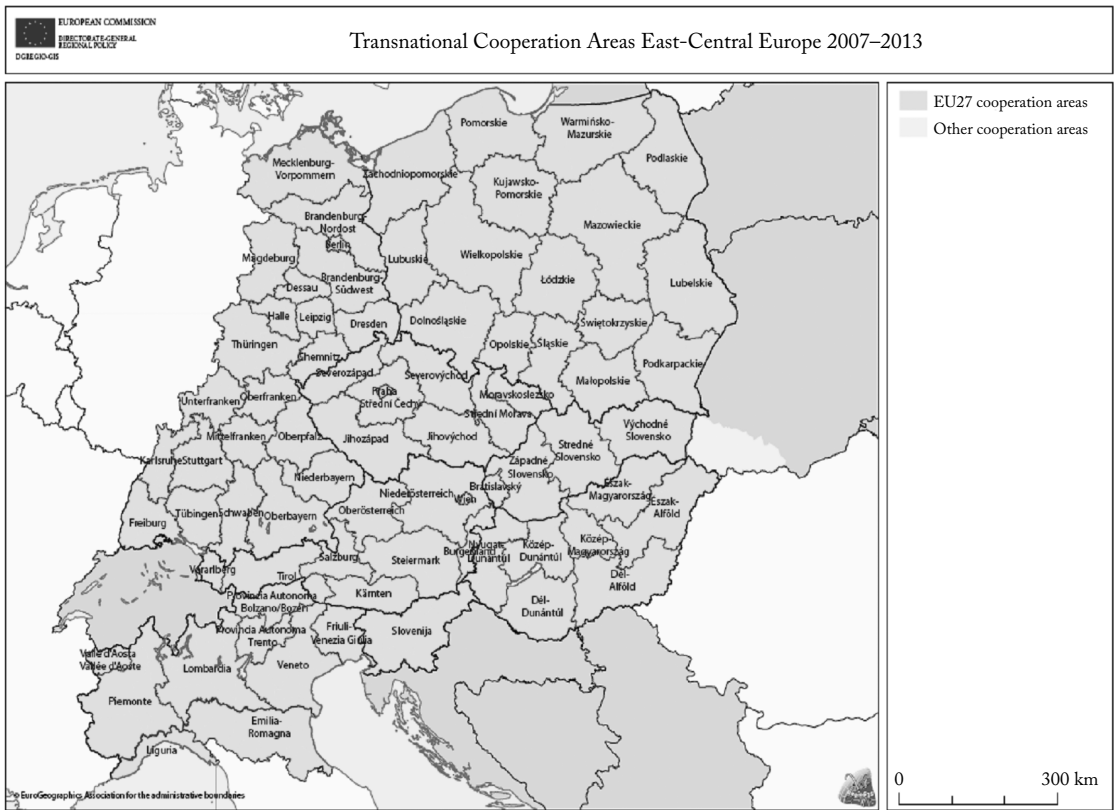 EUROPEAN COMMISSION
DIRECTORATE-GENERAL
REGIONAL POLICY
DGREGIO-GIS
Transnational Cooperation Areas East-Central Europe 2007–2013
EU27 cooperation areas
Other cooperation areas
Pomorskie
Warmińsko-
Mazurskie
Podlaskie
Mecklenburg-
Vorpommern
Zachodniopomorskie
Kujawsko-
Pomorskie
Mazowieckie
Brandenburg-
Nordost
Berlin
Magdeburg
Lubuskie
Wielkopolskie
Łódzkie
Lubelskie
Brandenburg-
Südwest
Dessau
Halle
Leipzig
Dresden
Dolnośląskie
Świętokrzyskie
Thüringen
Opolskie
Śląskie
Chemnitz
Podkarpackie
Severozápad
Severovýchod
Małopolskie
Praha
Střední Čechy
Moravskoslezsko
Unterfranken
Oberfranken
Střední Morava
Východné
Slovensko
Mittelfranken
Oberpfalz
Jihozápad
Jihovýchod
Stredné
Slovensko
Karlsruhe
Stuttgart
Západné
Slovensko
Niederbayern
Bratislavský
Észak-
Magyarország
Niederösterreich
Wien
Észak-
Alföld
Freiburg
Tübingen
Schwaben
Oberbayern
Oberösterreich
Salzburg
Burgenland
Nyugat-
Dunántúl
Közép-
Dunántúl
Közép-
Magyarország
Vorarlberg
Tirol
Steiermark
Dél-
Alföld
Provincia Autonoma
Bolzano/Bozen
Kärnten
Dél-
Dunántúl
Provincia Autonoma
Trento
Friuli-
Venezia Giulia
Slovenija
Valle d'Aosta
Vallée d'Aoste
Lombardia
Veneto
Piemonte
Emilia-
Romagna
Liguria
© EuroGeographics Association for the administrative boundaries
0 300 km